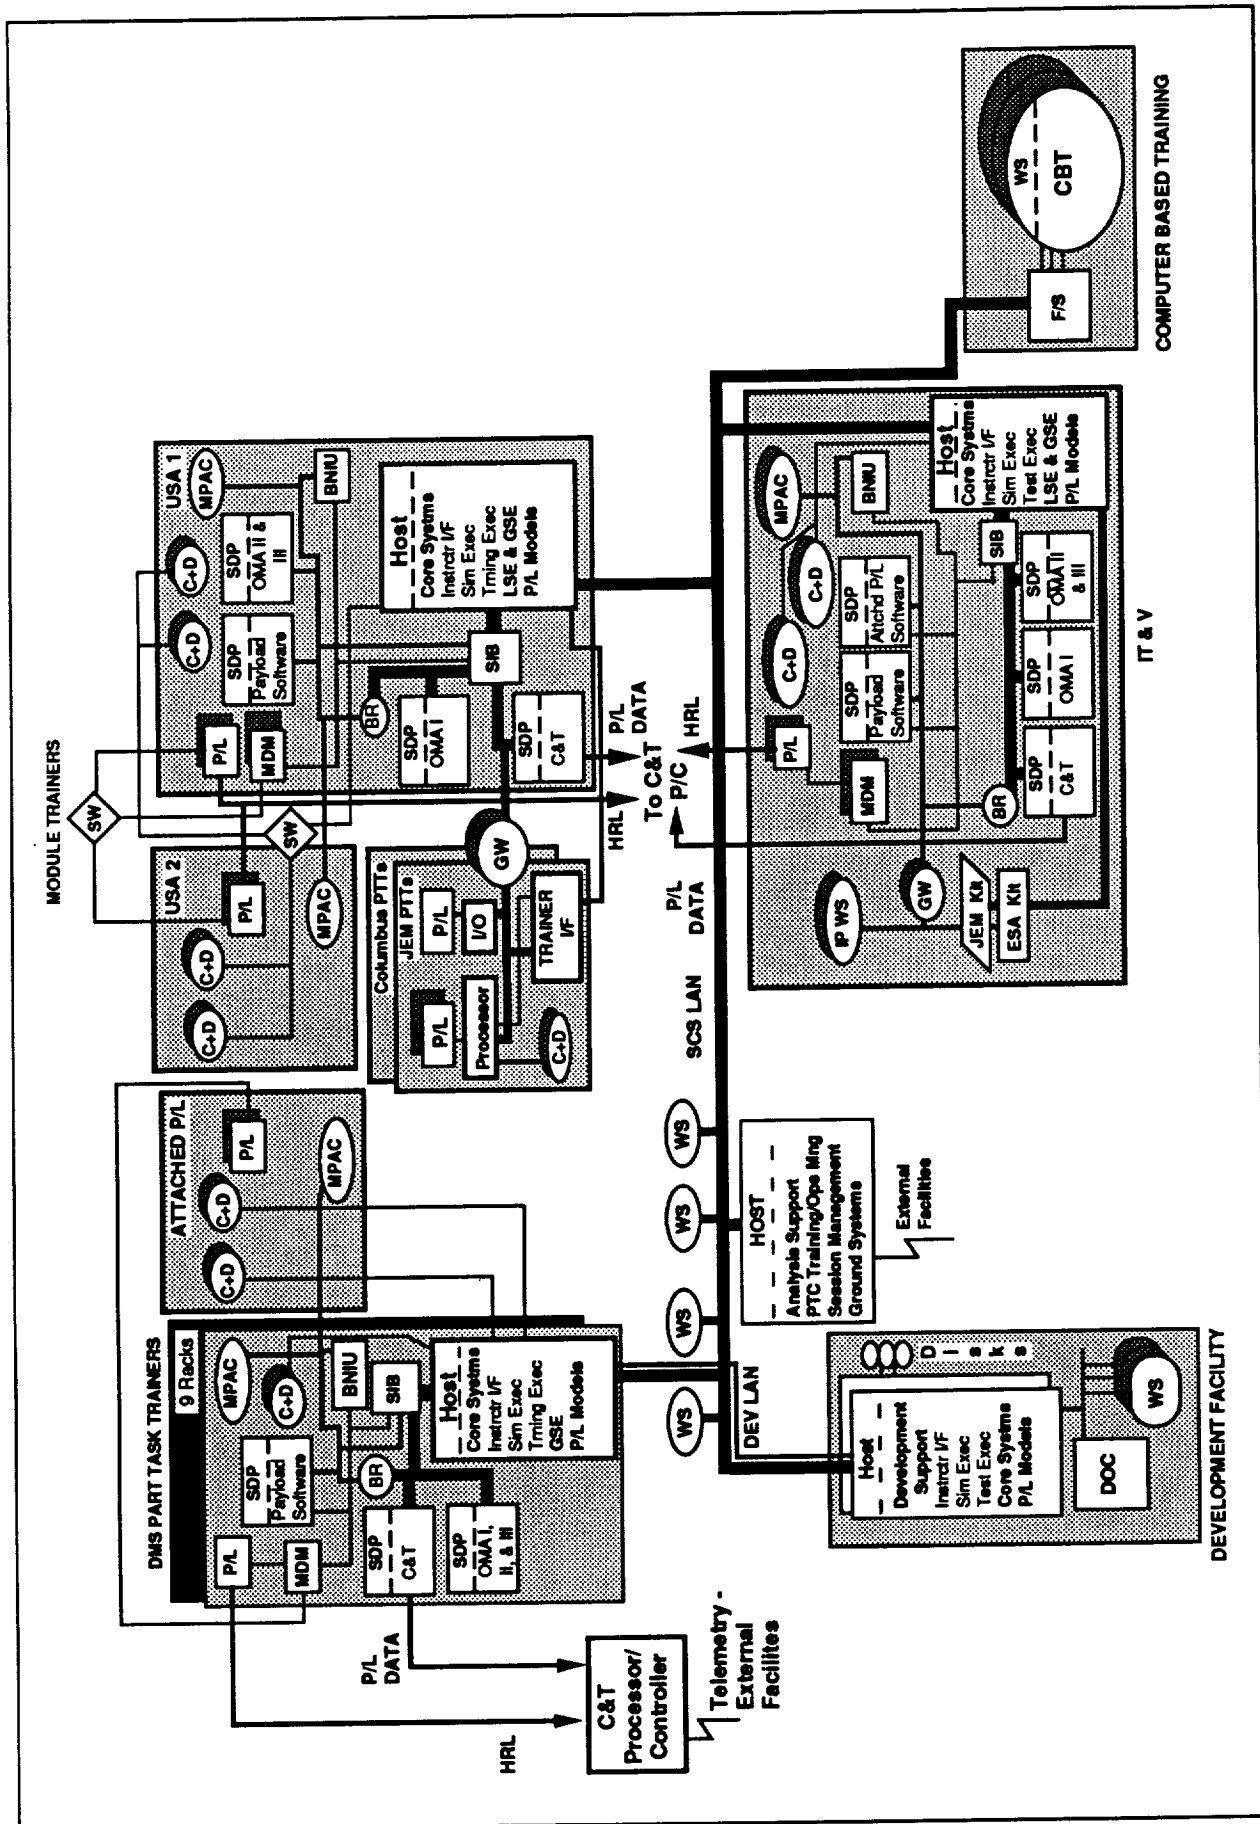 MODULE TRAINERS
DMS PART TASK TRAINERS
9 Racks
P/L
MDM
SDP
Payload
Software
MPAC
C+D
BNIU
SIB
BR
SDP
C&T
SDP
OMA I,
II, & III
Host
Core Systms
Instrctr I/F
Sim Exec
Trning Exec
GSE
P/L Models
HRL
P/L
DATA
C&T
Processor/
Controller
Telemetry -
External
Facilites
ATTACHED P/L
C+D
C+D
P/L
MPAC
USA 2
C+D
C+D
P/L
MPAC
SW
SW
Columbus PTTs
JEM PTTs
P/L
P/L
Processor
I/O
C+D
TRAINER
I/F
GW
USA 1
P/L
MDM
C+D
C+D
SDP
Payload
Software
SDP
OMA II &
III
MPAC
BNIU
BR
SDP
OMA I
SIB
SDP
C&T
Host
Core Systms
Instrctr I/F
Sim Exec
Trning Exec
LSE & GSE
P/L Models
HRL
P/L
DATA
To C&T
P/C
P/L
DATA
HRL
SCS LAN
DEV LAN
WS
WS
WS
WS
HOST
Analysis Support
PTC Training/Ops Mng
Session Management
Ground Systems
External
Facilities
Host
Development
Support
Instrctr I/F
Sim Exec
Test Exec
Core Systms
P/L Models
Disks
DOC
WS
DEVELOPMENT FACILITY
IP WS
GW
JEM Kit
ESA Kit
P/L
MDM
C+D
C+D
MPAC
SDP
Payload
Software
SDP
Attchd P/L
Software
BNIU
BR
SIB
SDP
C&T
SDP
OMA I
SDP
OMA II
& III
Host
Core Systms
Instrctr I/F
Sim Exec
Test Exec
LSE & GSE
P/L Models
IT & V
F/S
WS
CBT
COMPUTER BASED TRAINING